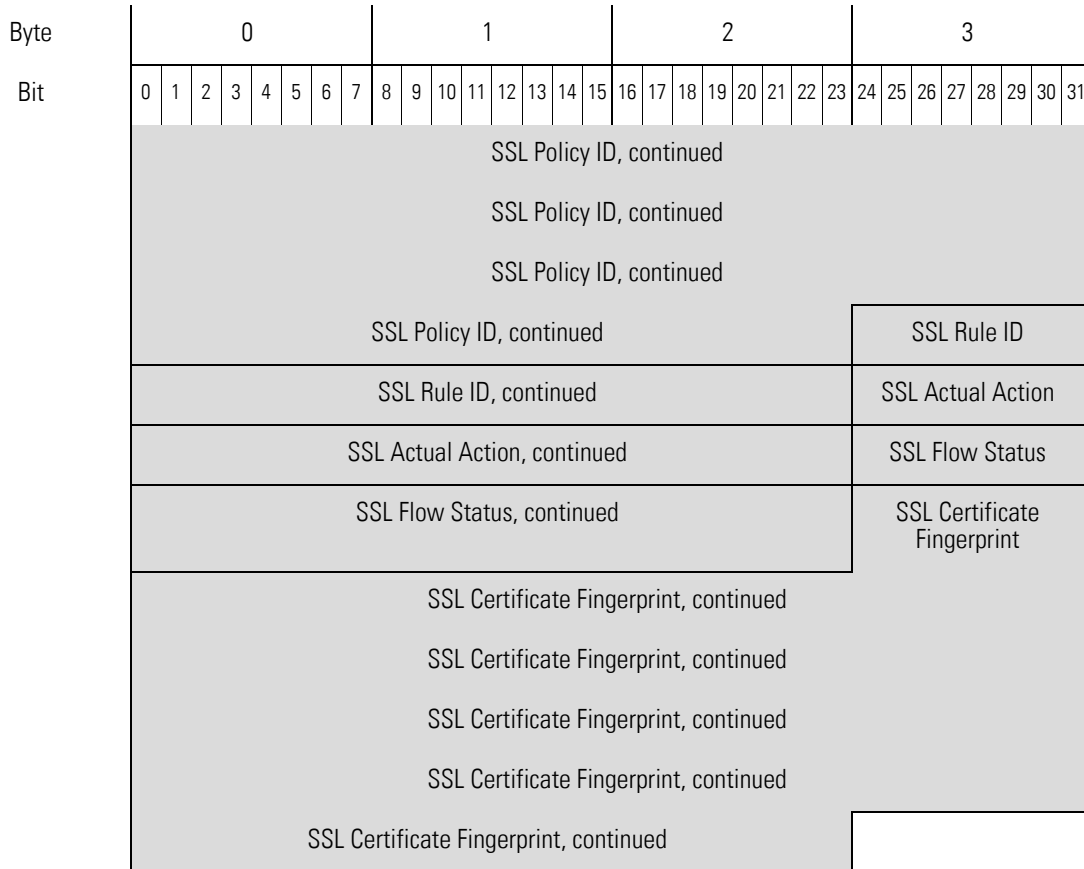 Byte 0 1 2 3
Bit 0 1 2 3 4 5 6 7 8 9 10 11 12 13 14 15 16 17 18 19 20 21 22 23 24 25 26 27 28 29 30 31
SSL Policy ID, continued
SSL Policy ID, continued
SSL Policy ID, continued
SSL Policy ID, continued SSL Rule ID
SSL Rule ID, continued SSL Actual Action
SSL Actual Action, continued SSL Flow Status
SSL Flow Status, continued SSL Certificate
Fingerprint
SSL Certificate Fingerprint, continued
SSL Certificate Fingerprint, continued
SSL Certificate Fingerprint, continued
SSL Certificate Fingerprint, continued
SSL Certificate Fingerprint, continued